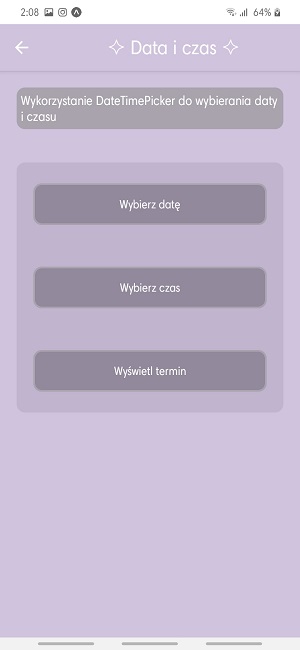 2:08 64%
✧ Data i czas ✧
Wykorzystanie DateTimePicker do wybierania daty
i czasu
Wybierz datę
Wybierz czas
Wyświetl termin